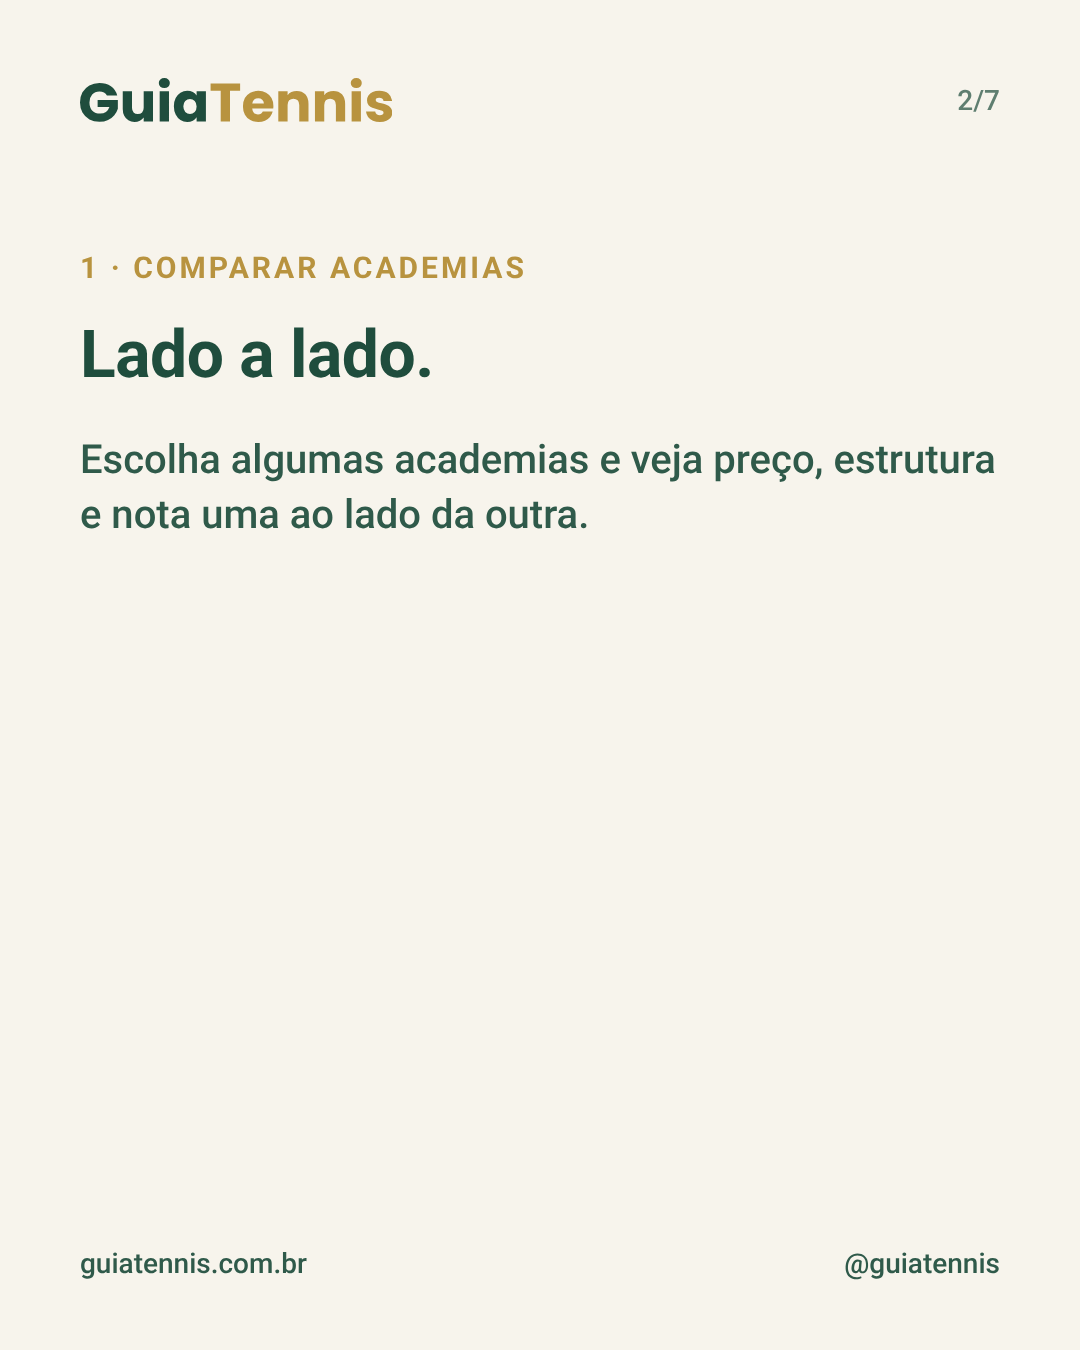 GuiaTennis
2/7
1 · COMPARAR ACADEMIAS
Lado a lado.
Escolha algumas academias e veja preço, estrutura
e nota uma ao lado da outra.
guiatennis.com.br
@guiatennis